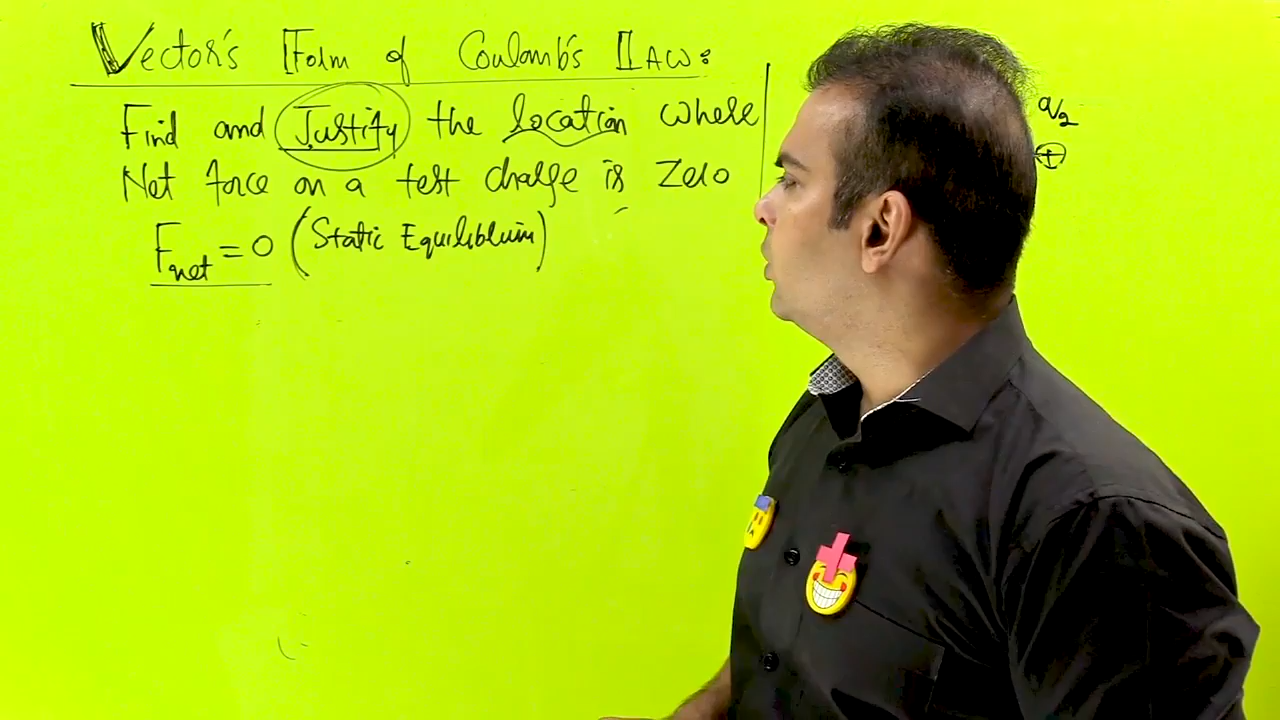 Vector's Form of Coulomb's LAW:
Find and Justify the location where
Net force on a test charge is Zero
Fnet = 0 (Static Equilibrium)
q/2
+